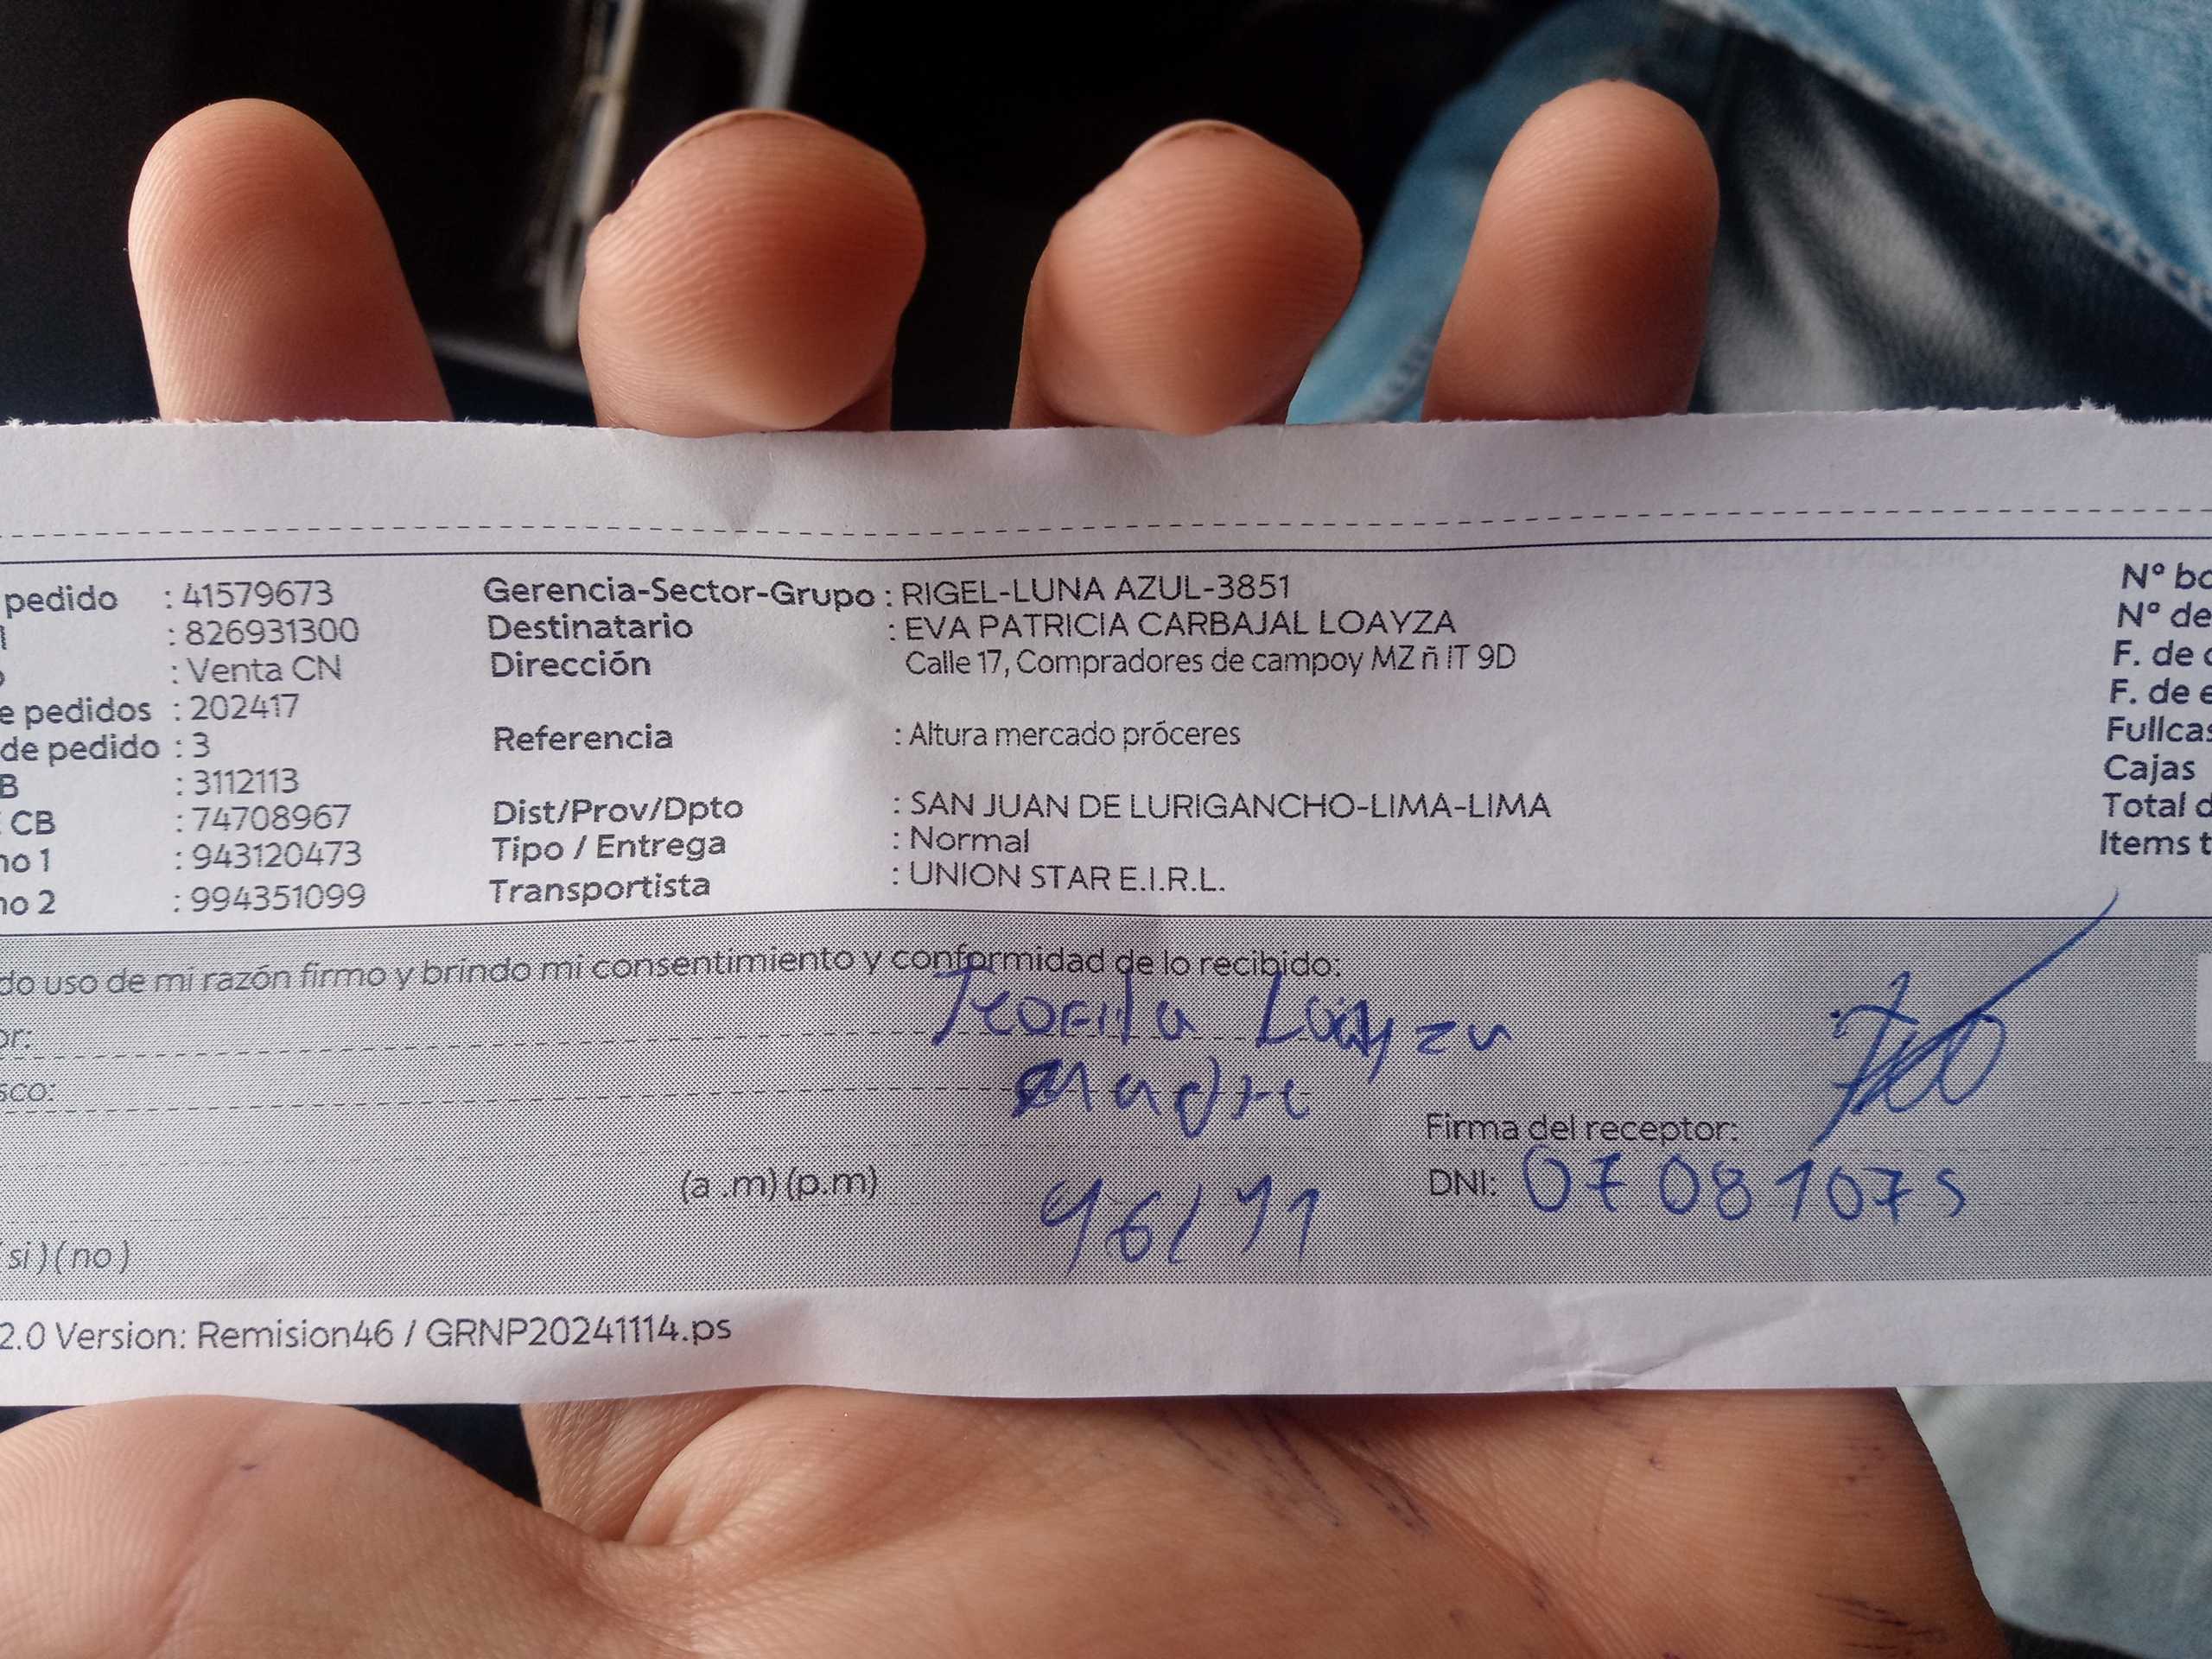 pedido : 41579673
: 826931300
: Venta CN
e pedidos : 202417
de pedido : 3
B : 3112113
CB : 74708967
no 1 : 943120473
no 2 : 994351099
Gerencia-Sector-Grupo : RIGEL-LUNA AZUL-3851
Destinatario : EVA PATRICIA CARBAJAL LOAYZA
Dirección Calle 17, Compradores de campoy MZ ñ lT 9D
Referencia : Altura mercado próceres
Dist/Prov/Dpto : SAN JUAN DE LURIGANCHO-LIMA-LIMA
Tipo / Entrega : Normal
Transportista : UNION STAR E.I.R.L.
Nº bo
Nº de
F. de
F. de e
Fullcas
Cajas
Total d
Items t
do uso de mi razón firmo y brindo mi consentimiento y conformidad de lo recibido:
or: Teofila Loayza
sco: Madre
Firma del receptor:
(a .m) (p.m) 16/11
DNI: 07081075
si ) ( no )
2.0 Version: Remision46 / GRNP20241114.ps